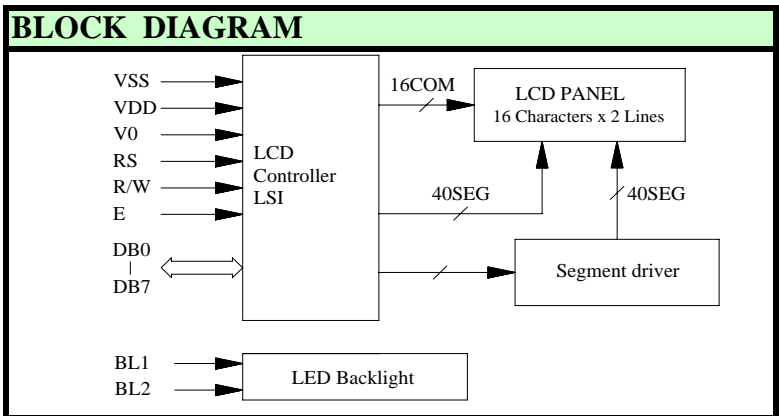 BLOCK DIAGRAM
VSS
VDD
V0
RS
R/W
E
DB0
DB7
LCD
Controller
LSI
16COM
LCD PANEL
16 Characters x 2 Lines
40SEG
40SEG
Segment driver
BL1
BL2
LED Backlight